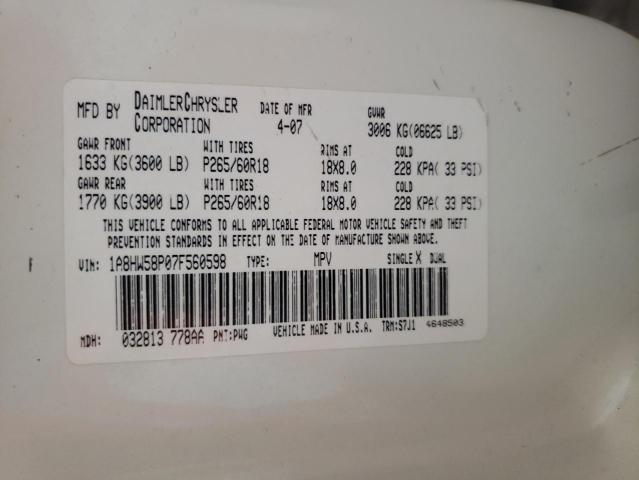 MFD BY DAIMLERCHRYSLER CORPORATION DATE OF MFR 4-07 GVWR 3006 KG(06625 LB)
GAWR FRONT WITH TIRES RIMS AT COLD
1633 KG(3600 LB) P265/60R18 18X8.0 228 KPA( 33 PSI)
GAWR REAR WITH TIRES RIMS AT COLD
1770 KG(3900 LB) P265/60R18 18X8.0 228 KPA( 33 PSI)
THIS VEHICLE CONFORMS TO ALL APPLICABLE FEDERAL MOTOR VEHICLE SAFETY AND THEFT
PREVENTION STANDARDS IN EFFECT ON THE DATE OF MANUFACTURE SHOWN ABOVE.
VIN: 1A8HW58P07F560598 TYPE: MPV SINGLE X DUAL
MDH: 032813 778AA PNT:PWG VEHICLE MADE IN U.S.A. TRM:S7J1 4648503